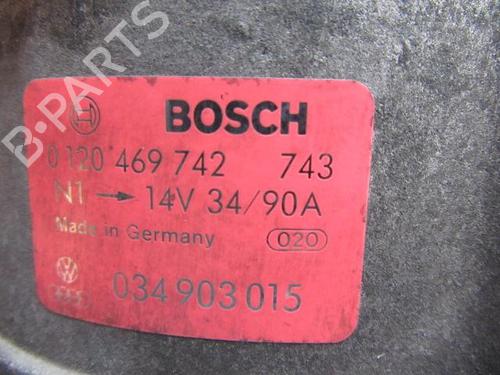 B-PARTS
BOSCH
0 120 469 742 743
N1 → 14V 34/90A
Made in Germany 020
034 903 015